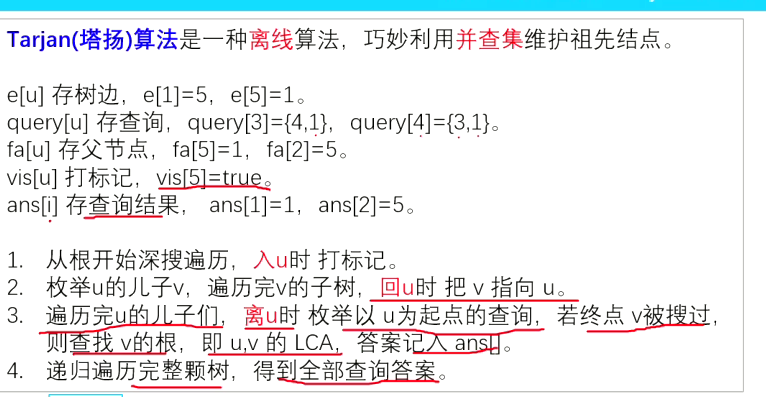 Tarjan(塔扬)算法是一种离线算法，巧妙利用并查集维护祖先结点。
e[u] 存树边，e[1]=5，e[5]=1。
query[u] 存查询，query[3]={4,1}，query[4]={3,1}。
fa[u] 存父节点，fa[5]=1，fa[2]=5。
vis[u] 打标记，vis[5]=true。
ans[i] 存查询结果， ans[1]=1，ans[2]=5。
1. 从根开始深搜遍历，入u时 打标记。
2. 枚举u的儿子v，遍历完v的子树，回u时 把 v 指向 u。
3. 遍历完u的儿子们，离u时 枚举以 u为起点的查询，若终点 v被搜过，
则查找 v的根，即 u,v 的 LCA，答案记入 ans[]。
4. 递归遍历完整颗树，得到全部查询答案。